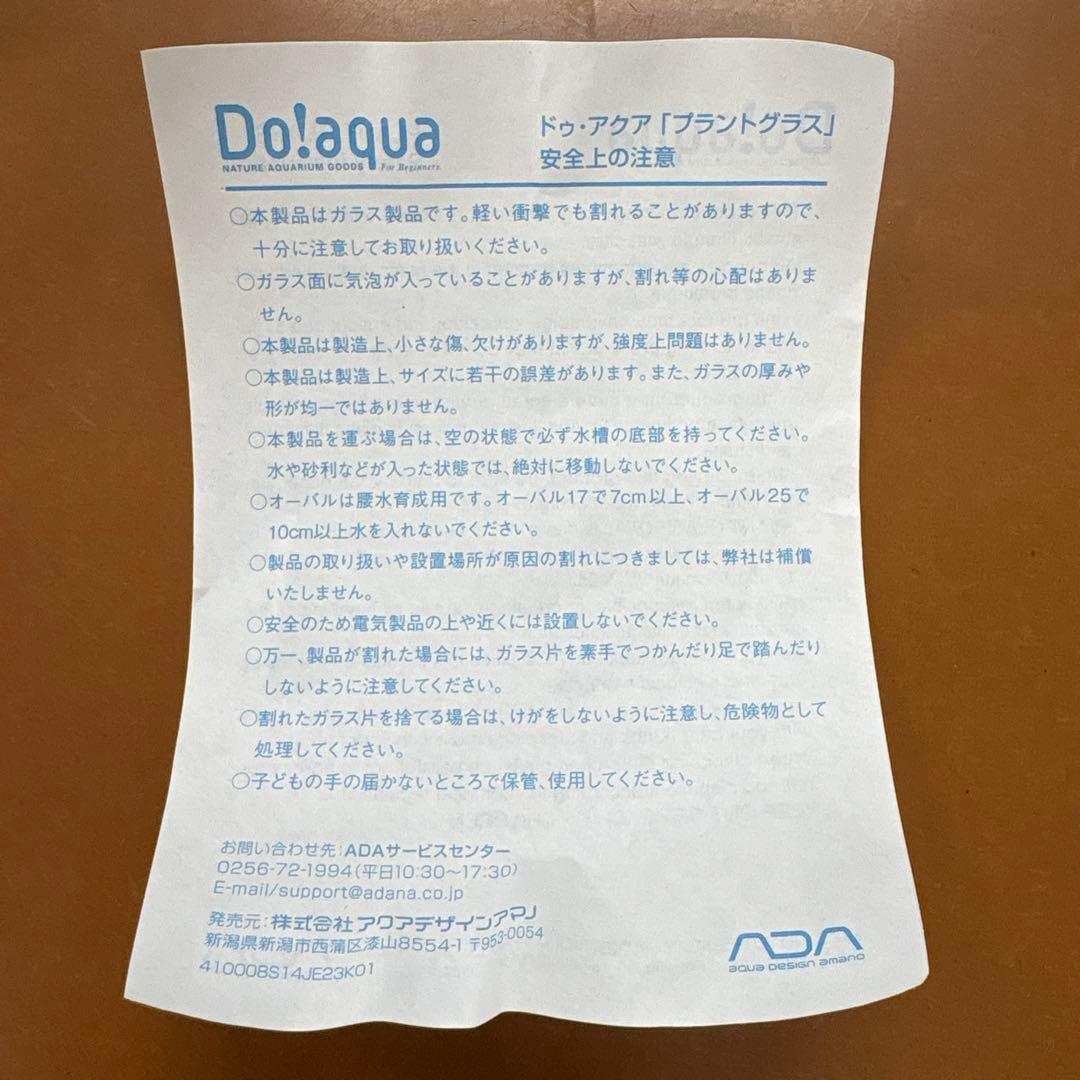 Do!aqua
NATURE AQUARIUM GOODS For Beginners
ドゥ・アクア「プラントグラス」
安全上の注意
○本製品はガラス製品です。軽い衝撃でも割れることがありますので、
十分に注意してお取り扱いください。
○ガラス面に気泡が入っていることがありますが、割れ等の心配はありま
せん。
○本製品は製造上、小さな傷、欠けがありますが、強度上問題はありません。
○本製品は製造上、サイズに若干の誤差があります。また、ガラスの厚みや
形が均一ではありません。
○本製品を運ぶ場合は、空の状態で必ず水槽の底部を持ってください。
水や砂利などが入った状態では、絶対に移動しないでください。
○オーバルは腰水育成用です。オーバル17で7cm以上、オーバル25で
10cm以上水を入れないでください。
○製品の取り扱いや設置場所が原因の割れにつきましては、弊社は補償
いたしません。
○安全のため電気製品の上や近くには設置しないでください。
○万一、製品が割れた場合には、ガラス片を素手でつかんだり足で踏んだり
しないように注意してください。
○割れたガラス片を捨てる場合は、けがをしないように注意し、危険物として
処理してください。
○子どもの手の届かないところで保管、使用してください。
お問い合わせ先:ADAサービスセンター
0256-72-1994(平日10:30〜17:30)
E-mail/support@adana.co.jp
発売元:株式会社アクアデザインアマノ
新潟県新潟市西蒲区漆山8554-1 〒953-0054
410008S14JE23K01
ADA
aqua Design amano